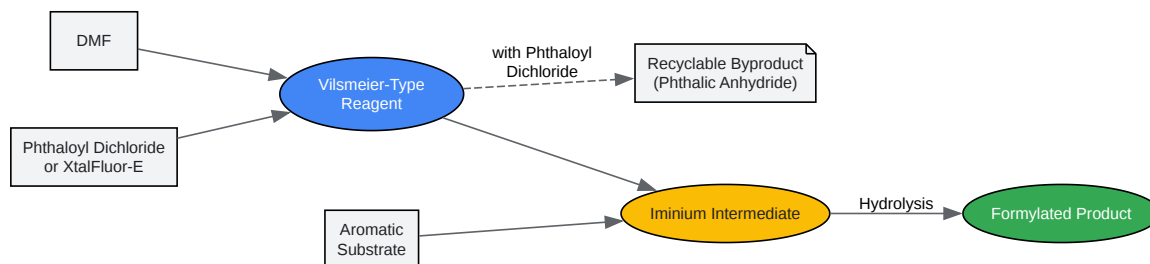 DMF
Phthaloyl Dichloride
or XtalFluor-E
Vilsmeier-Type
Reagent
with Phthaloyl
Dichloride
Recyclable Byproduct
(Phthalic Anhydride)
Aromatic
Substrate
Iminium Intermediate
Hydrolysis
Formylated Product